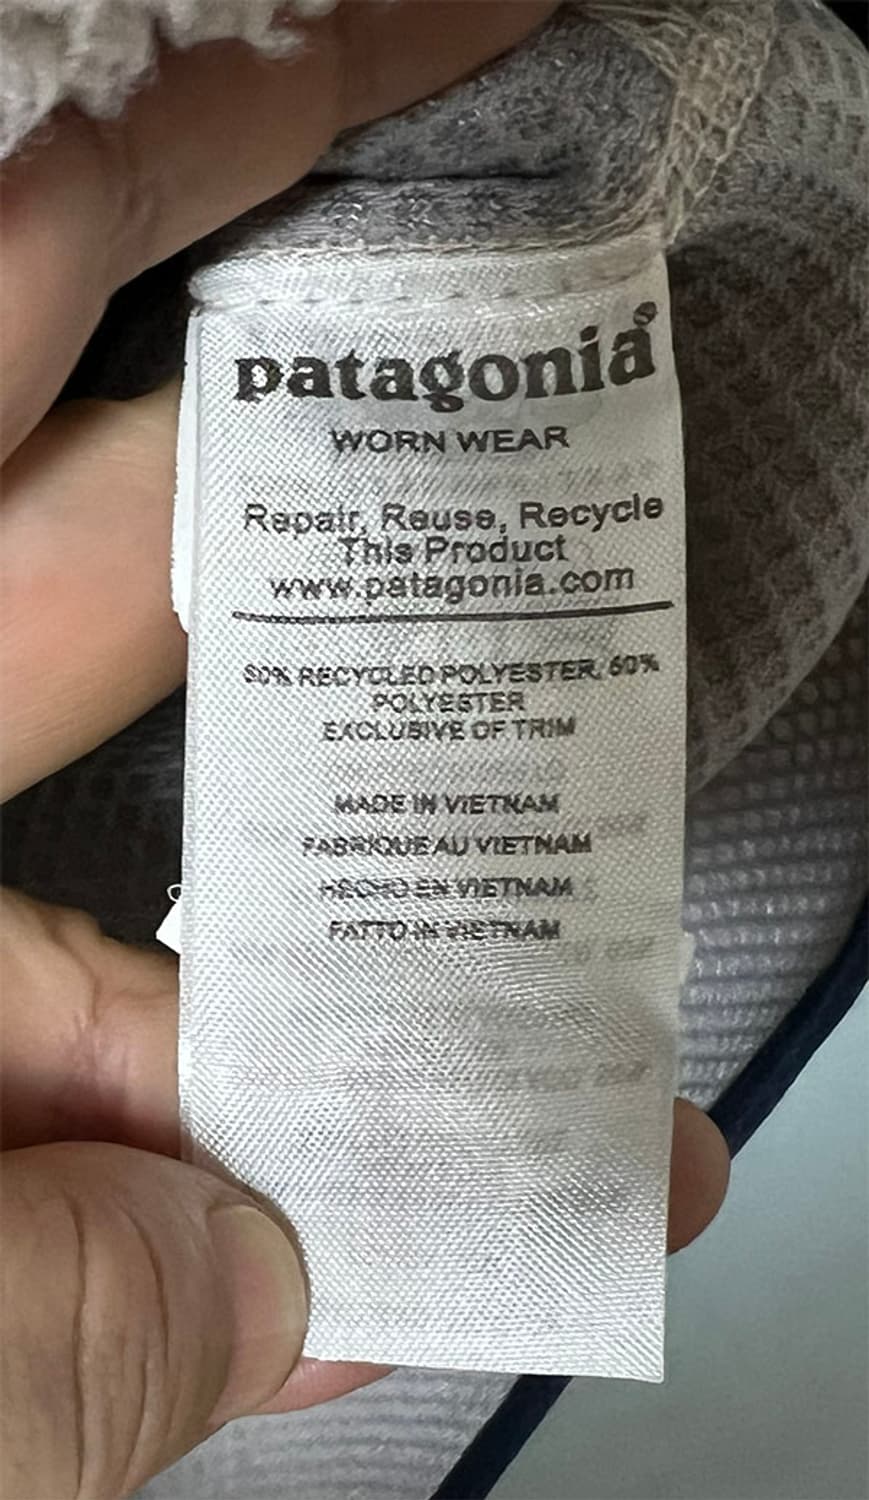 patagonia®
WORN WEAR
Repair, Reuse, Recycle
This Product
www.patagonia.com
RECYCLED POLYESTER,
POLYESTER
EXCLUSIVE OF TRIM
MADE IN VIETNAM
FABRIQUE AU VIETNAM
HECHO EN VIETNAM
FATTO IN VIETNAM